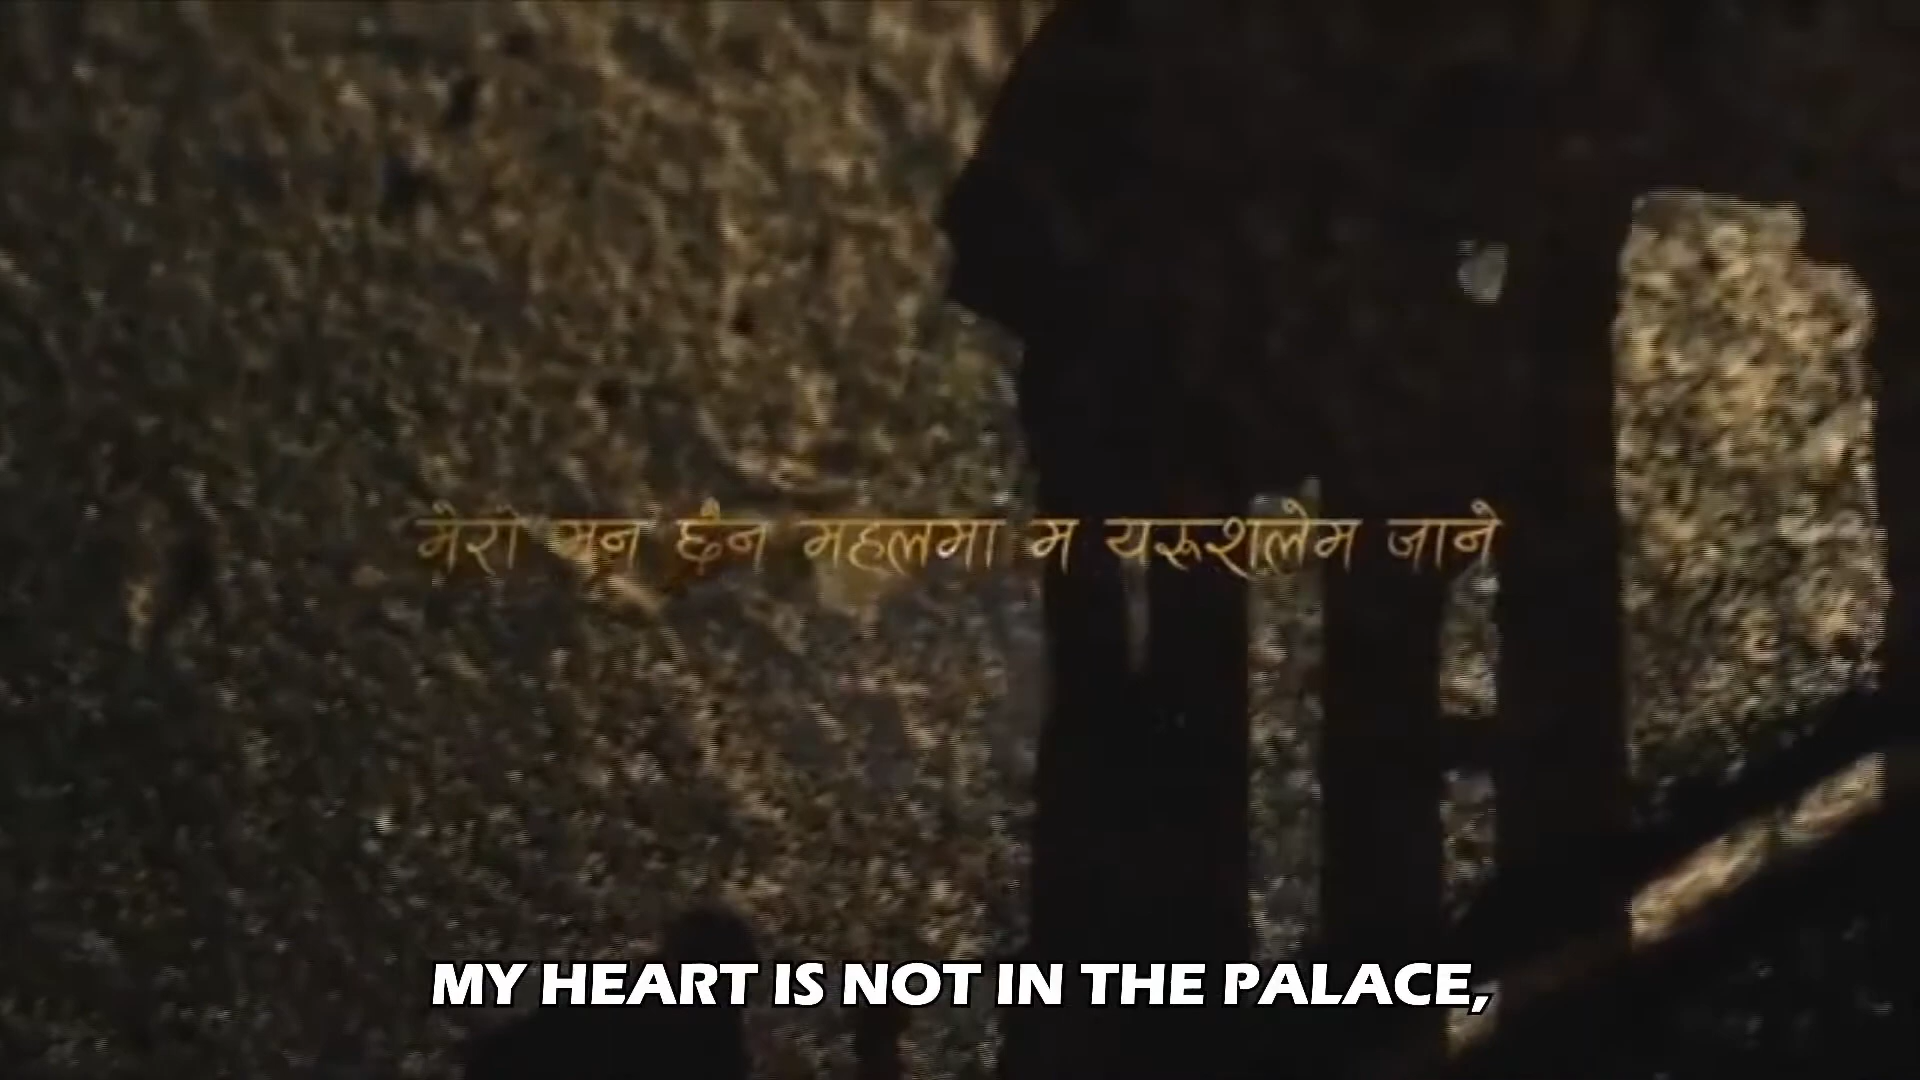 मेरो मन छैन महलमा म यरूशलेम जाने
MY HEART IS NOT IN THE PALACE,